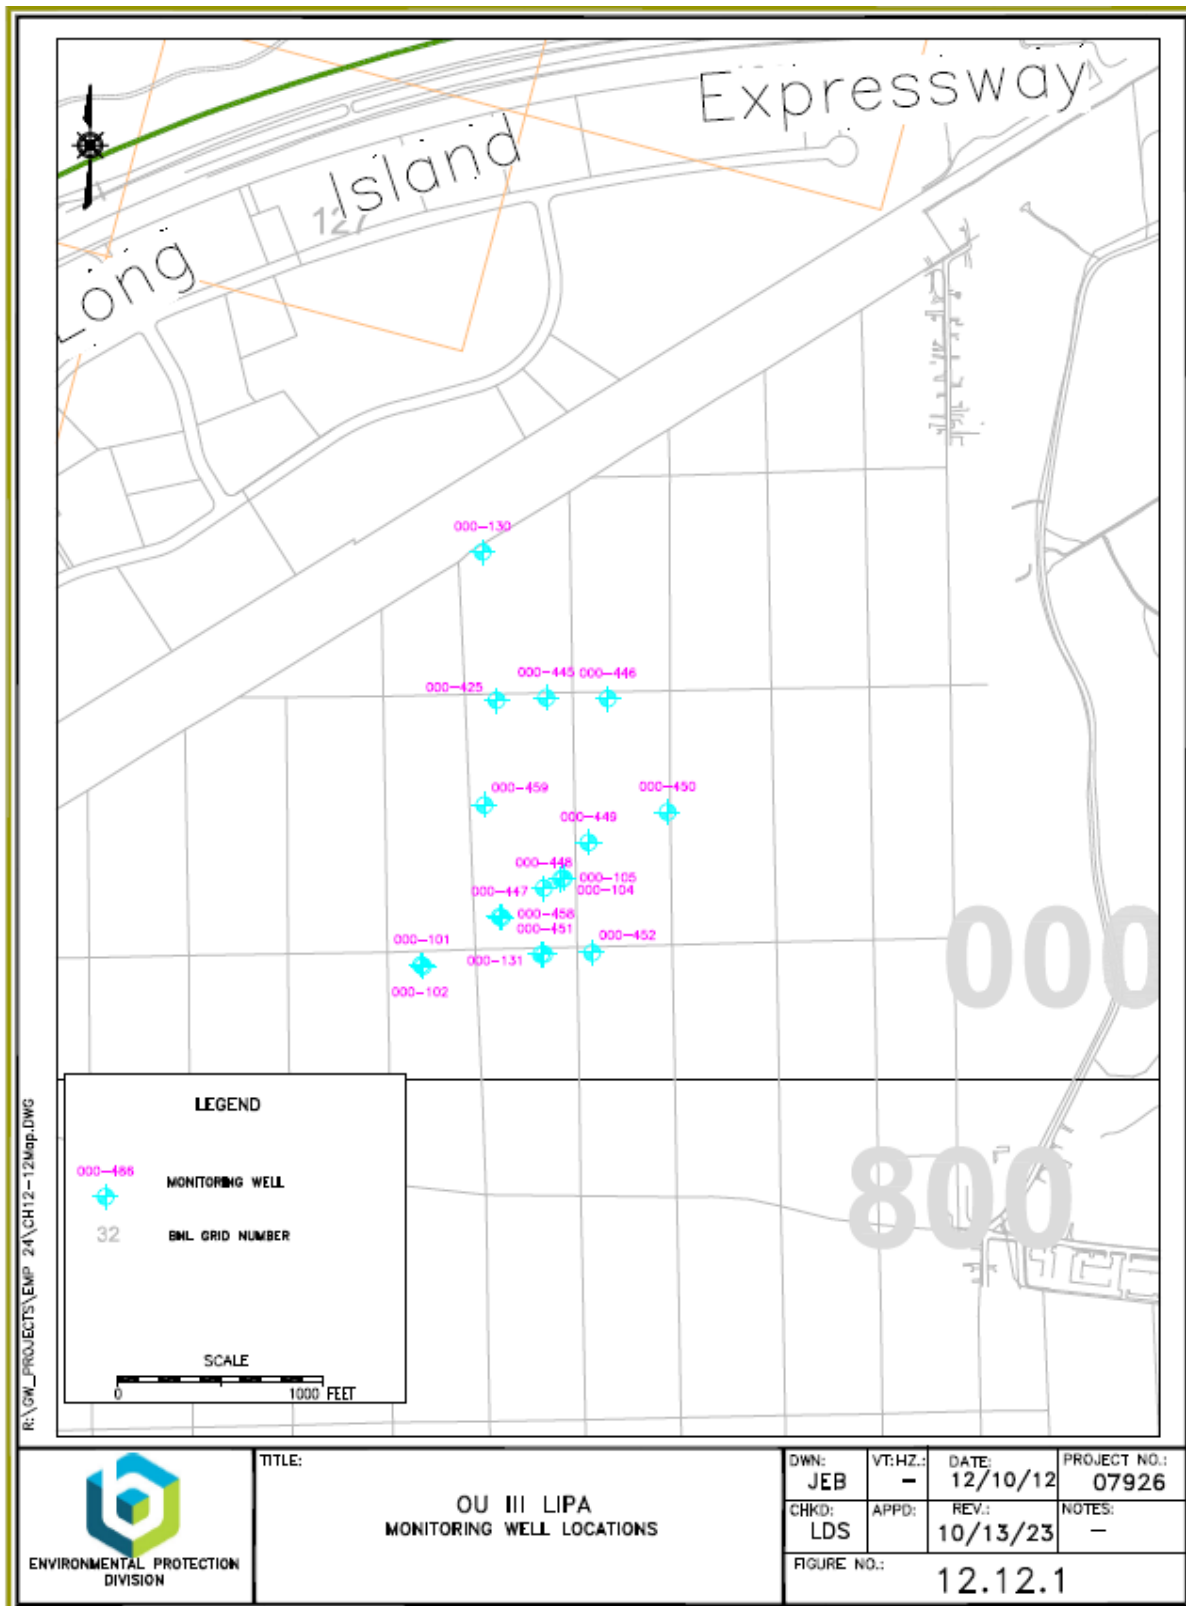 Expressway
Island
127
Long
000-130
000-445 000-446
000-425
000-459
000-450
000-449
000-448
000-105
000-447
000-104
000-458
000-451
000-452
000-101
000-131
000-102
000
800
LEGEND
000-486
MONITORING WELL
32
BNL GRID NUMBER
SCALE
0 1000 FEET
R:\GW_PROJECTS\EMP 24\CH12-12Map.DWG
ENVIRONMENTAL PROTECTION
DIVISION
TITLE:
OU III LIPA
MONITORING WELL LOCATIONS
DWN:
JEB
VT:HZ.:
-
DATE:
12/10/12
PROJECT NO.:
07926
CHKD:
LDS
APPD:
REV.:
10/13/23
NOTES:
-
FIGURE NO.:
12.12.1